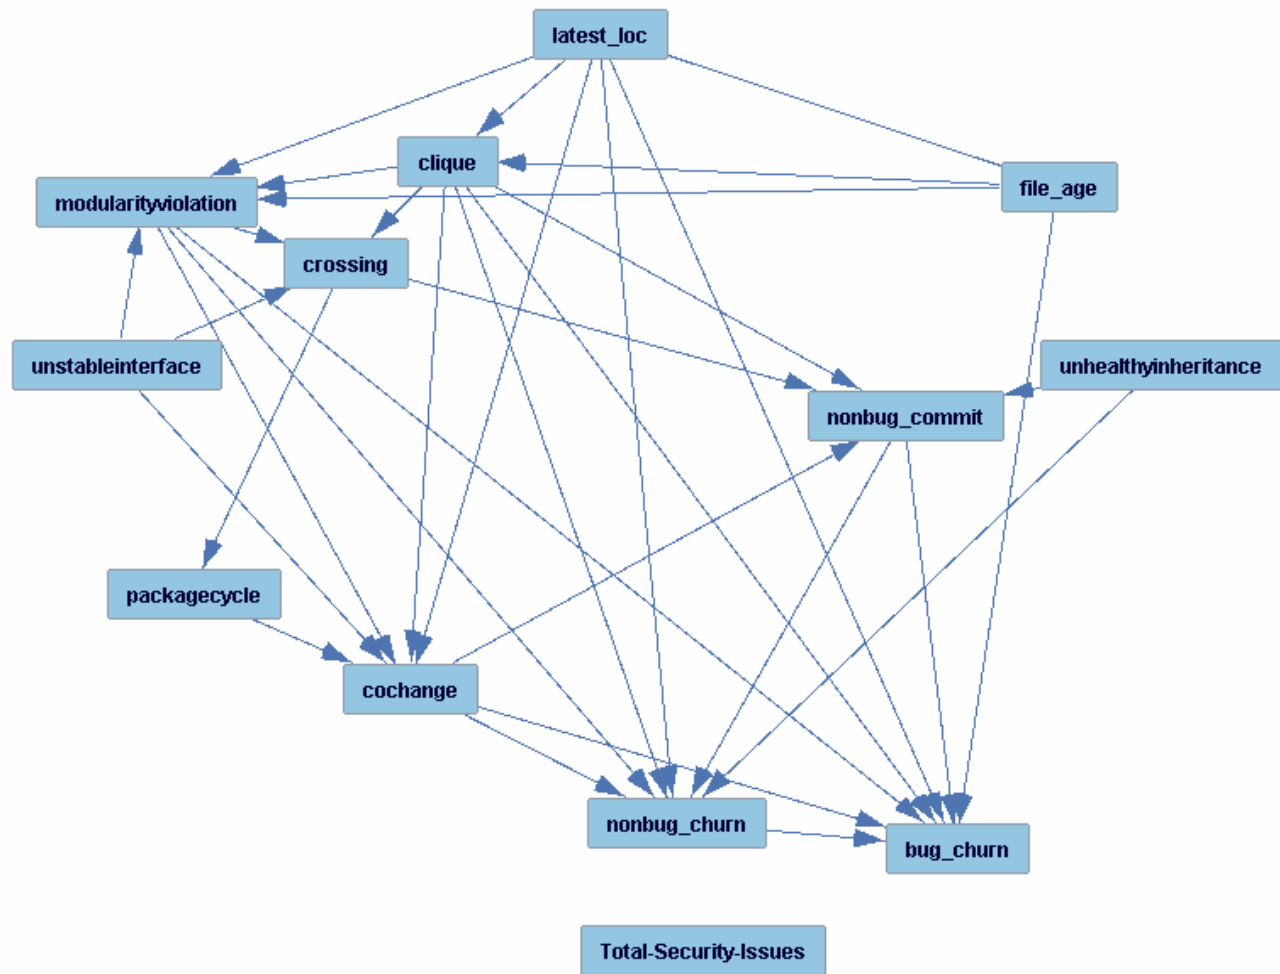 latest_loc
clique
file_age
modularityviolation
crossing
unstableinterface
unhealthyinheritance
nonbug_commit
packagecycle
cochange
nonbug_churn
bug_churn
Total-Security-Issues